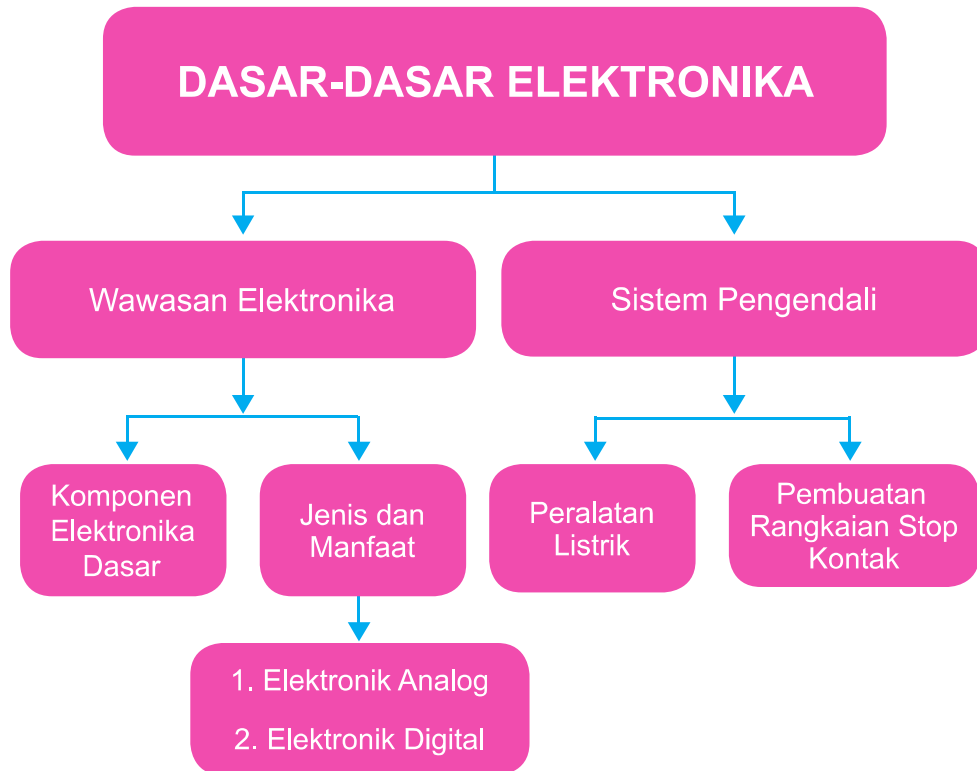 DASAR-DASAR ELEKTRONIKA
Wawasan Elektronika
Sistem Pengendali
Komponen
Elektronika
Dasar
Jenis dan
Manfaat
Peralatan
Listrik
Pembuatan
Rangkaian Stop
Kontak
1. Elektronik Analog
2. Elektronik Digital